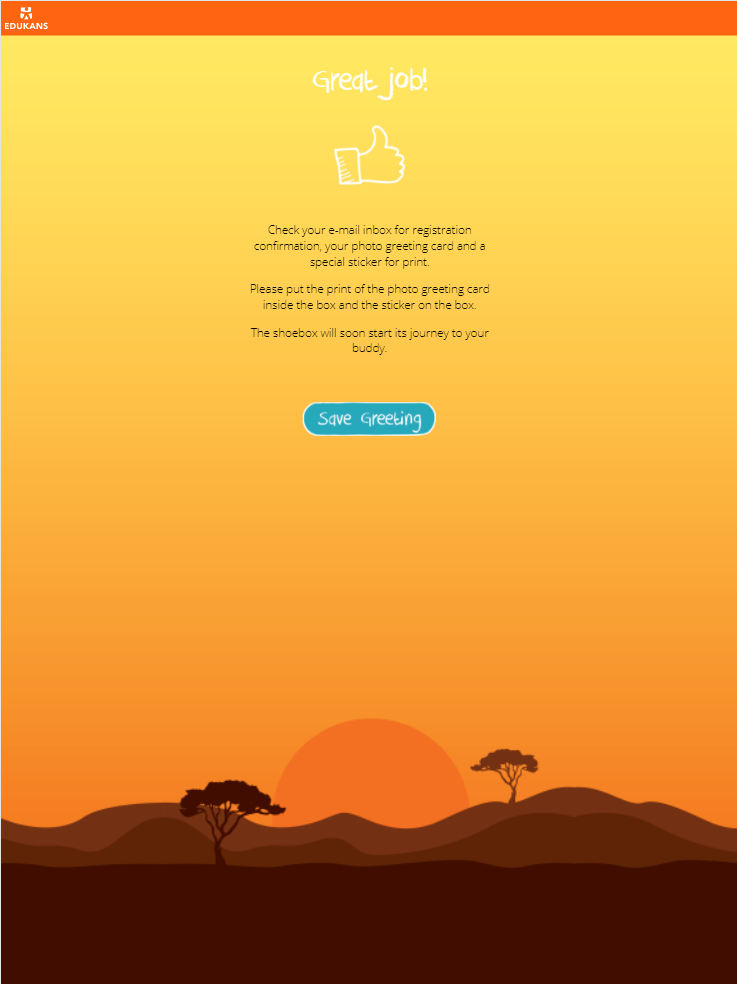 EDUKANS
Great job!
Check your e-mail inbox for registration
confirmation, your photo greeting card and a
special sticker for print.
Please put the print of the photo greeting card
inside the box and the sticker on the box.
The shoebox will soon start its journey to your
buddy.
Save Greeting